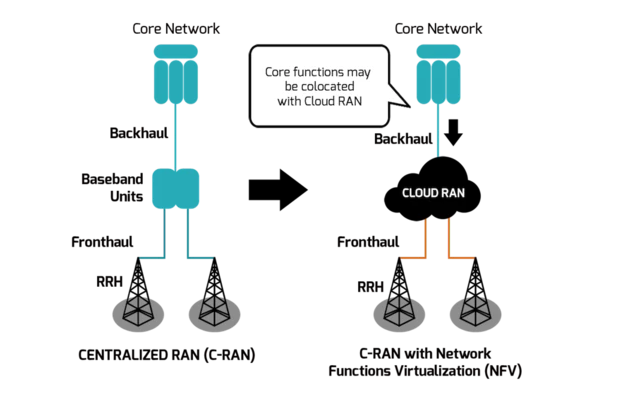 Core Network
Backhaul
Baseband
Units
Fronthaul
RRH
CENTRALIZED RAN (C-RAN)
Core Network
Core functions may
be colocated
with Cloud RAN
Backhaul
CLOUD RAN
Fronthaul
RRH
C-RAN with Network
Functions Virtualization (NFV)